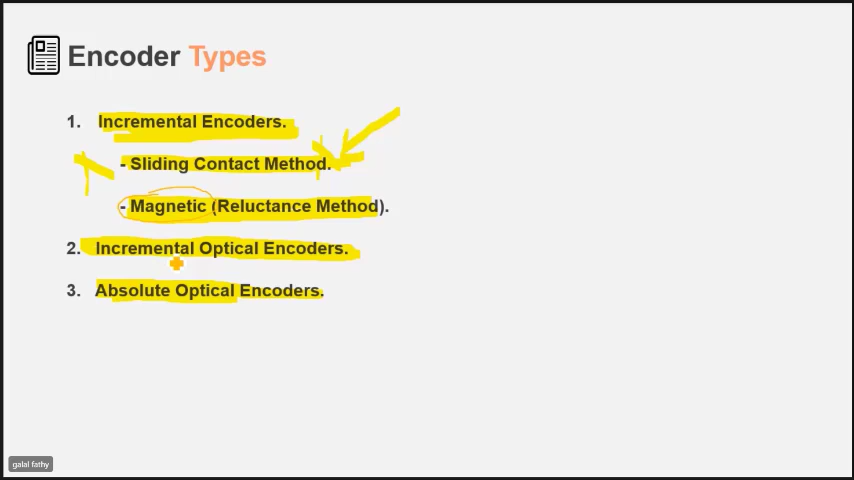 Encoder Types
1. Incremental Encoders.
- Sliding Contact Method.
- Magnetic (Reluctance Method).
2. Incremental Optical Encoders.
3. Absolute Optical Encoders.
galal fathy